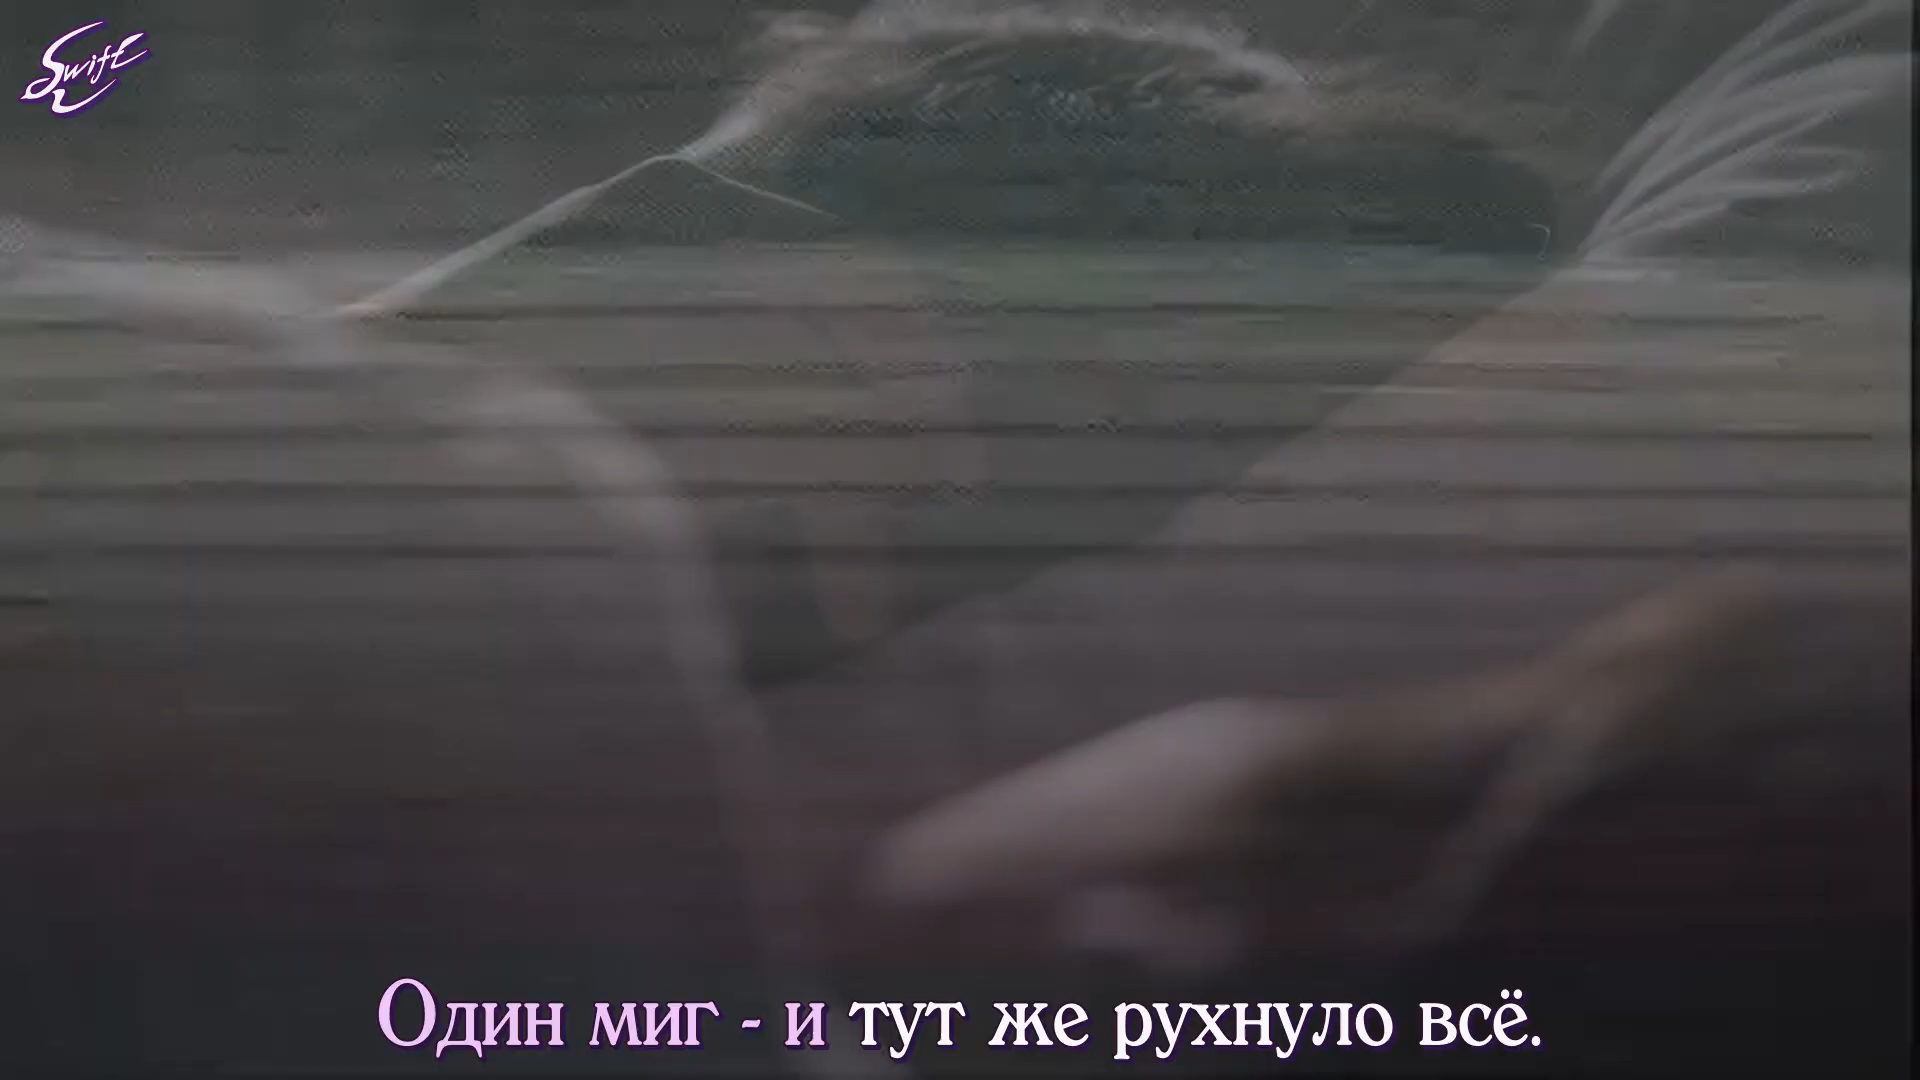 Swift
Один миг - и тут же рухнуло всё.